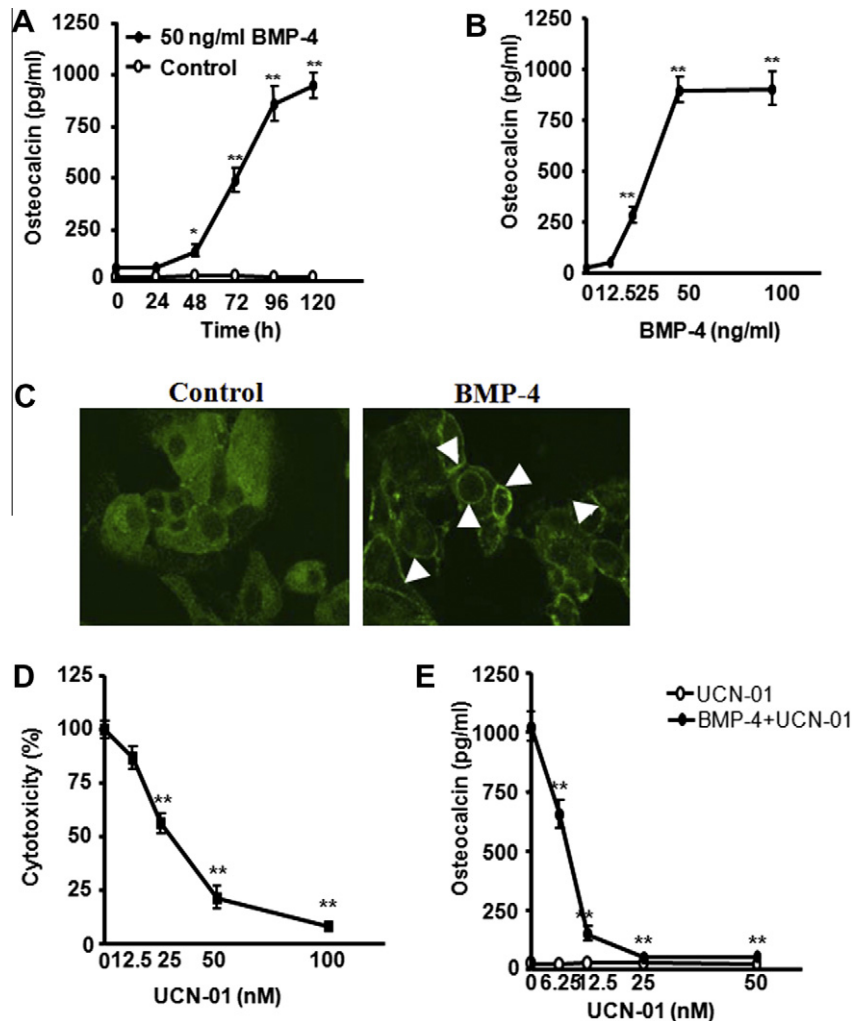 A
1250
1000
750
500
250
0
Osteocalcin (pg/ml)
50 ng/ml BMP-4
Control
*
**
**
**
0 24 48 72 96 120
Time (h)
B
1250
1000
750
500
250
0
Osteocalcin (pg/ml)
**
**
**
0 12.5 25 50 100
BMP-4 (ng/ml)
C
Control
BMP-4
D
125
100
75
50
25
0
Cytotoxicity (%)
**
**
**
0 12.5 25 50 100
UCN-01 (nM)
E
1250
1000
750
500
250
0
Osteocalcin (pg/ml)
UCN-01
BMP-4+UCN-01
**
**
**
**
0 6.25 12.5 25 50
UCN-01 (nM)